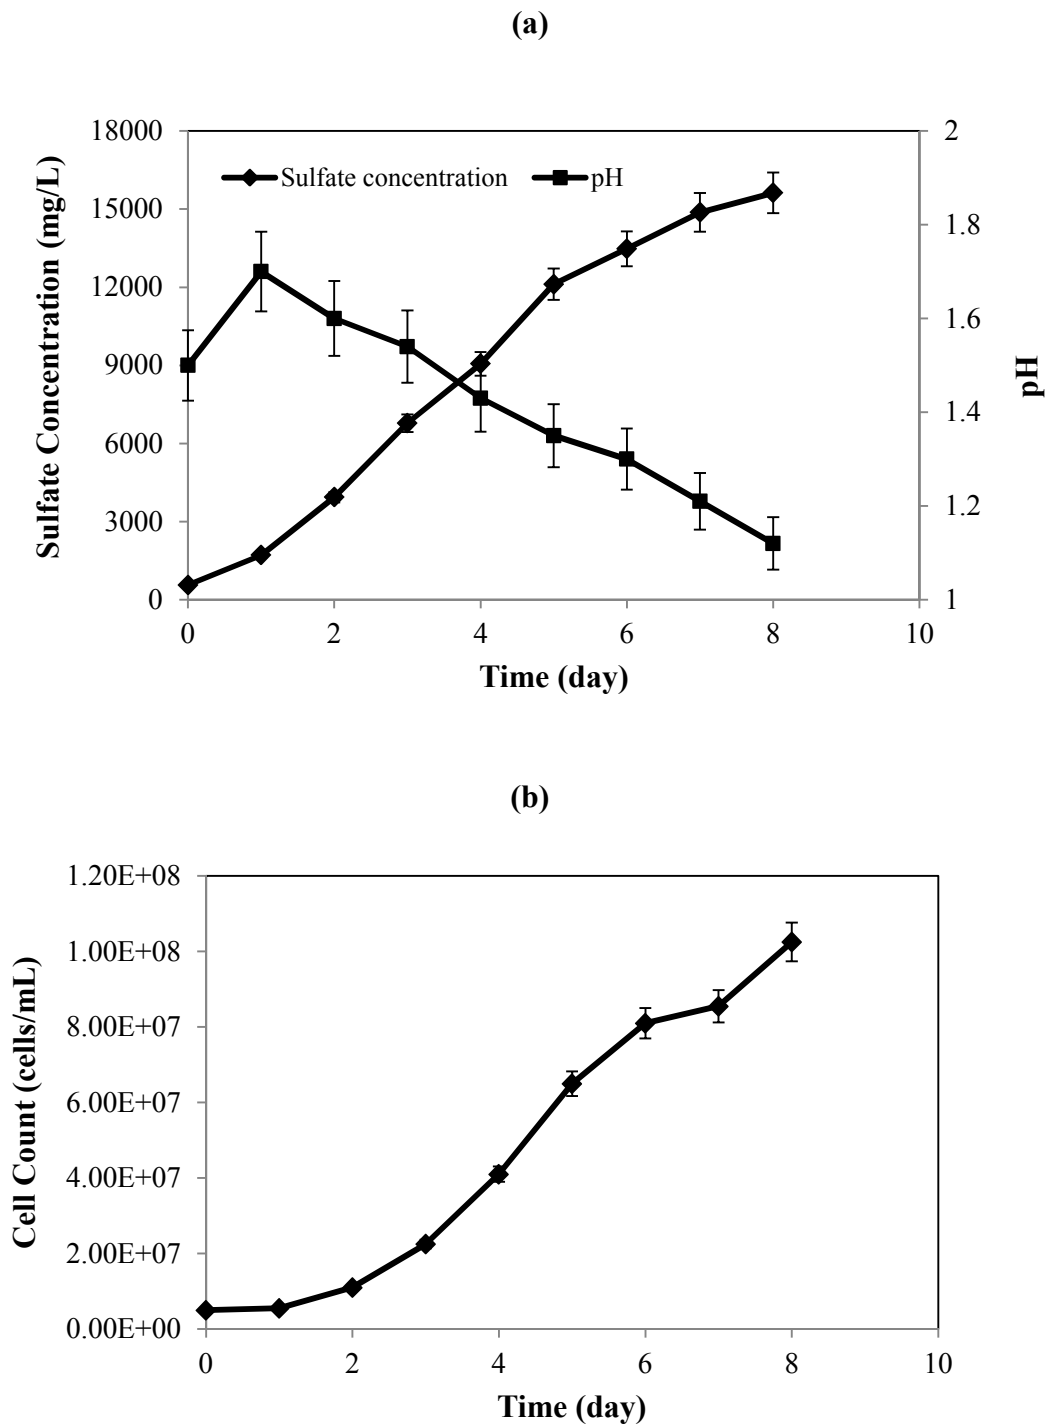 (a)
18000
15000
12000
9000
6000
3000
0
Sulfate Concentration (mg/L)
Sulfate concentration
pH
2
1.8
1.6
1.4
1.2
1
pH
0 2 4 6 8 10
Time (day)
(b)
1.20E+08
1.00E+08
8.00E+07
6.00E+07
4.00E+07
2.00E+07
0.00E+00
Cell Count (cells/mL)
0 2 4 6 8 10
Time (day)